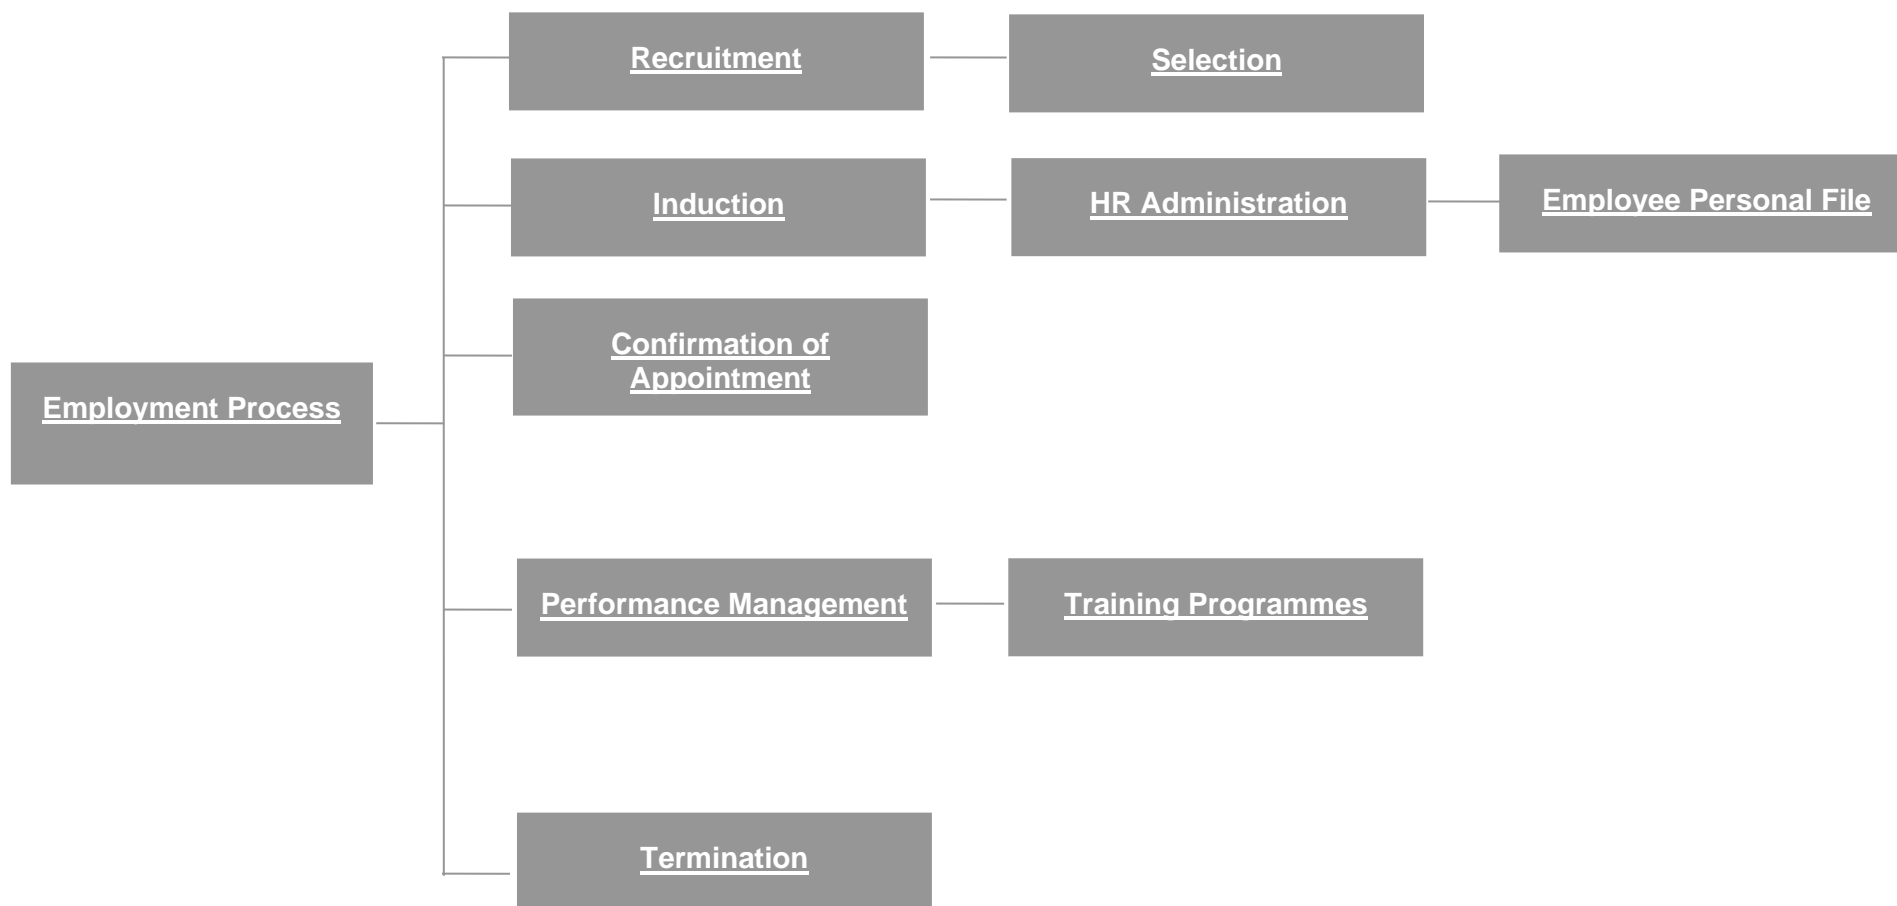 Recruitment
Selection
Induction
HR Administration
Employee Personal File
Confirmation of
Appointment
Employment Process
Performance Management
Training Programmes
Termination